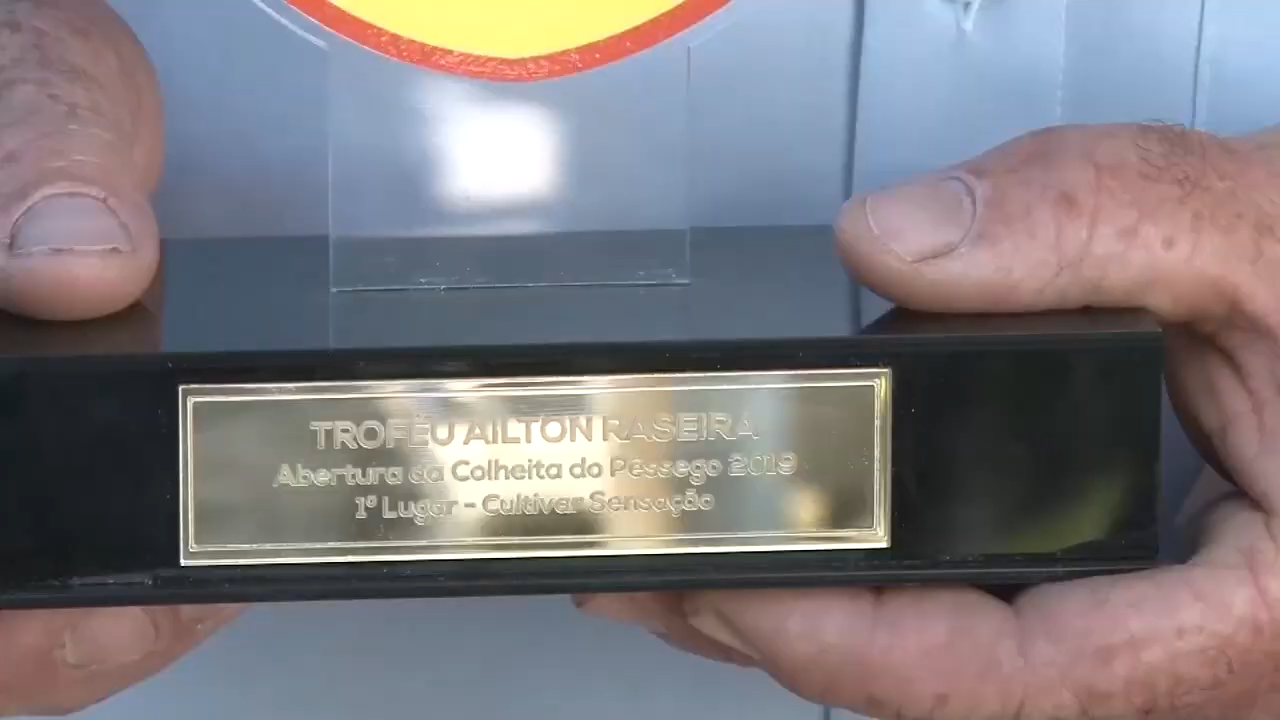 TROFÉU AILTON RASEIRA
Abertura da Colheita do Pêssego 2019
1º Lugar - Cultivar Sensação